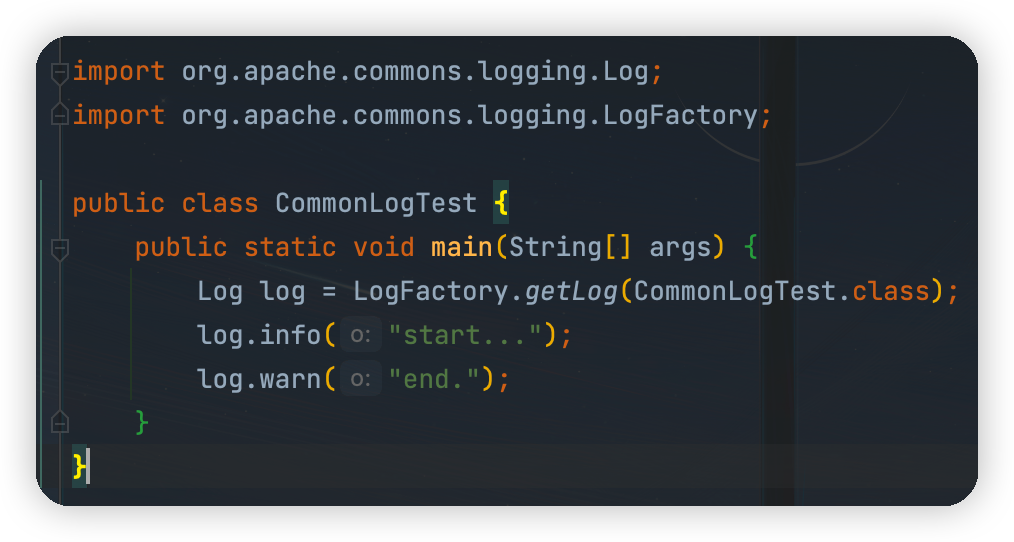 import org.apache.commons.logging.Log;
import org.apache.commons.logging.LogFactory;
public class CommonLogTest {
    public static void main(String[] args) {
        Log log = LogFactory.getLog(CommonLogTest.class);
        log.info( o: "start...");
        log.warn( o: "end.");
    }
}